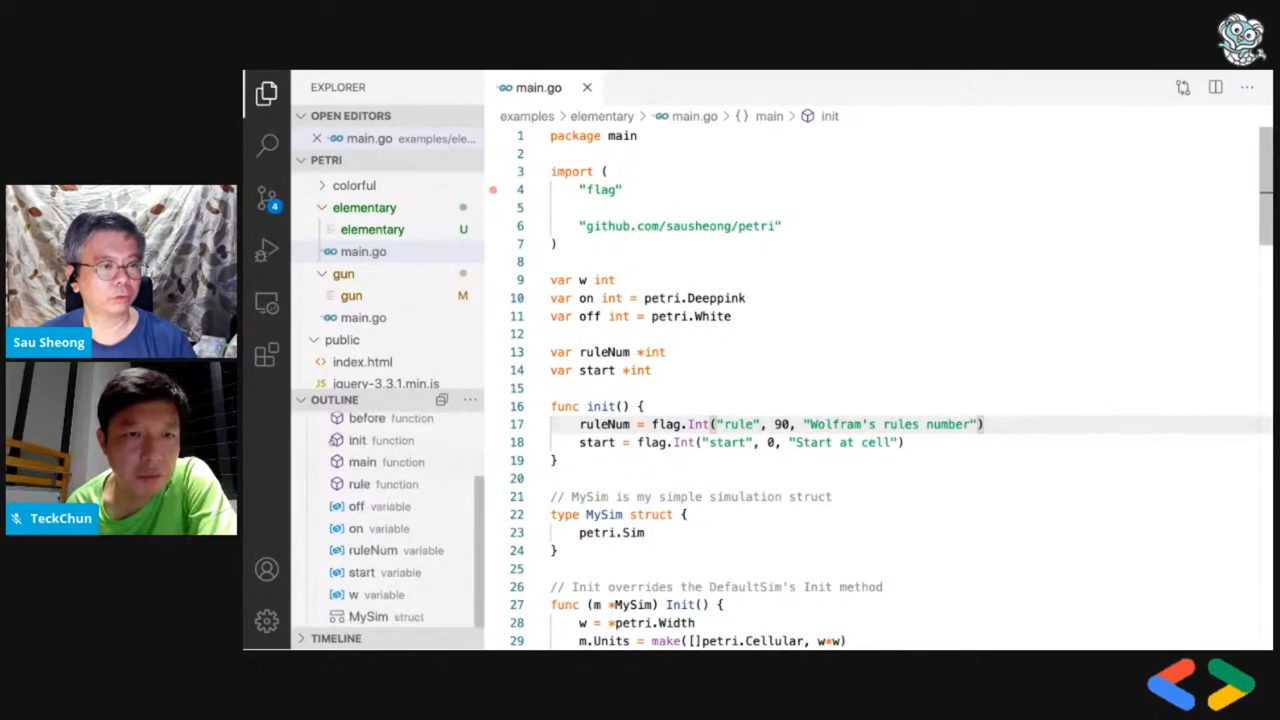 Sau Sheong
TeckChun
EXPLORER
OPEN EDITORS
main.go examples/ele...
PETRI
colorful
elementary
elementary U
main.go
gun
gun M
main.go
public
index.html
JS jquery-3.3.1.min.js
OUTLINE
before function
init function
main function
rule function
off variable
on variable
ruleNum variable
start variable
w variable
MySim struct
TIMELINE
4
GO main.go
examples > elementary > GO main.go > {} main > init
1 package main
2
3 import (
4 "flag"
5
6 "github.com/sausheong/petri"
7 )
8
9 var w int
10 var on int = petri.Deeppink
11 var off int = petri.White
12
13 var ruleNum *int
14 var start *int
15
16 func init() {
17 ruleNum = flag.Int("rule", 90, "Wolfram's rules number")
18 start = flag.Int("start", 0, "Start at cell")
19 }
20
21 // MySim is my simple simulation struct
22 type MySim struct {
23 petri.Sim
24 }
25
26 // Init overrides the DefaultSim's Init method
27 func (m *MySim) Init() {
28 w = *petri.Width
29 m.Units = make([]petri.Cellular, w*w)